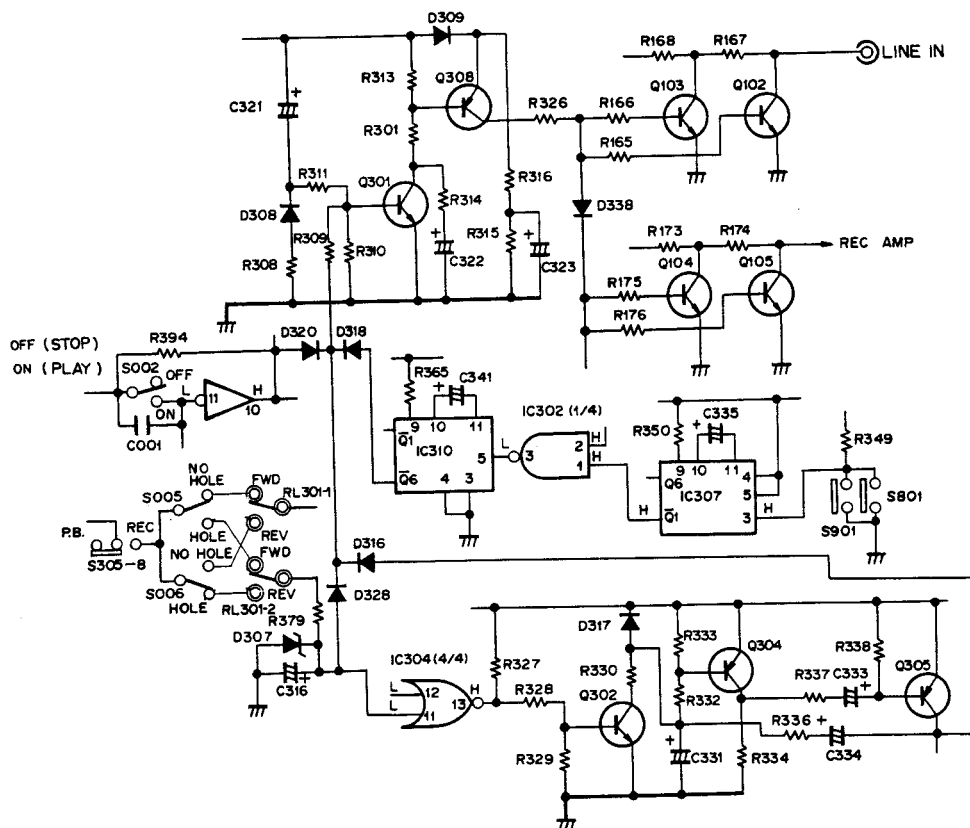 D309
R168
R167
LINE IN
R313
Q308
Q103
Q102
C321
+
R326
R166
R301
R165
R311
Q301
R314
R316
D308
R309
D338
R308
R310
+
C322
R315
+
C323
R173
R174
REC AMP
Q104
Q105
R175
R176
OFF (STOP)
ON (PLAY)
R394
D320
D318
S002
OFF
L
11
H
10
ON
C001
R365
+
C341
IC302 (1/4)
C335
+
R350
R349
9
10
11
Q̅1
IC310
5
L
3
2
H
1
H
9
10
11
4
5
Q6
IC307
Q̅6
4
3
H
Q̅1
3
H
S801
S901
NO
HOLE
FWD
RL301-1
S005
P.B.
REC
HOLE
REV
NO
HOLE
FWD
S305-8
S006
HOLE
RL301-2
REV
D316
D328
R379
D307
C316
+
IC304(4/4)
L
12
L
11
H
13
R327
R328
R329
D317
R330
Q302
R333
Q304
R332
R338
R337
C333
+
Q305
R336
+
C334
+
C331
R334